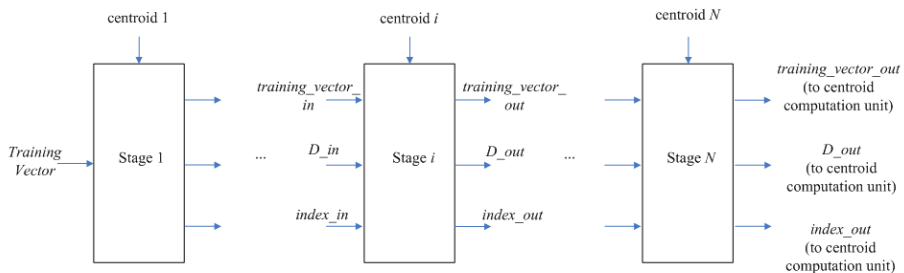 centroid 1
centroid i
centroid N
Training
Vector
Stage 1
...
training_vector_
in
D_in
index_in
Stage i
training_vector_
out
D_out
index_out
...
Stage N
training_vector_out
(to centroid
computation unit)
D_out
(to centroid
computation unit)
index_out
(to centroid
computation unit)